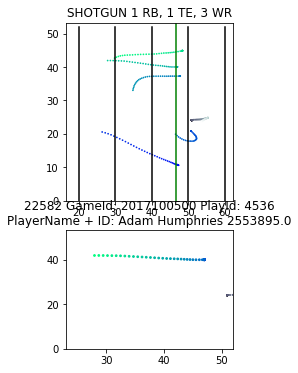 SHOTGUN 1 RB, 1 TE, 3 WR
50
40
30
20
10
0
20 30 40 50 60
22582 GameId: 2017100500 PlayId: 4536
PlayerName + ID: Adam Humphries 2553895.0
40
20
0
30 40 50